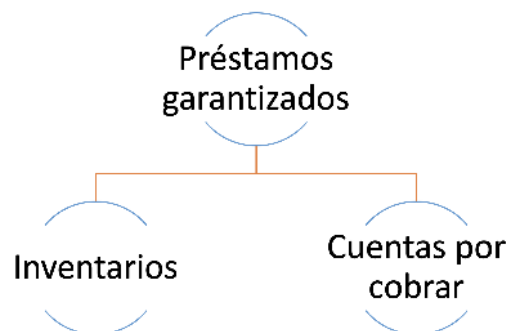 Préstamos
garantizados
Inventarios
Cuentas por
cobrar